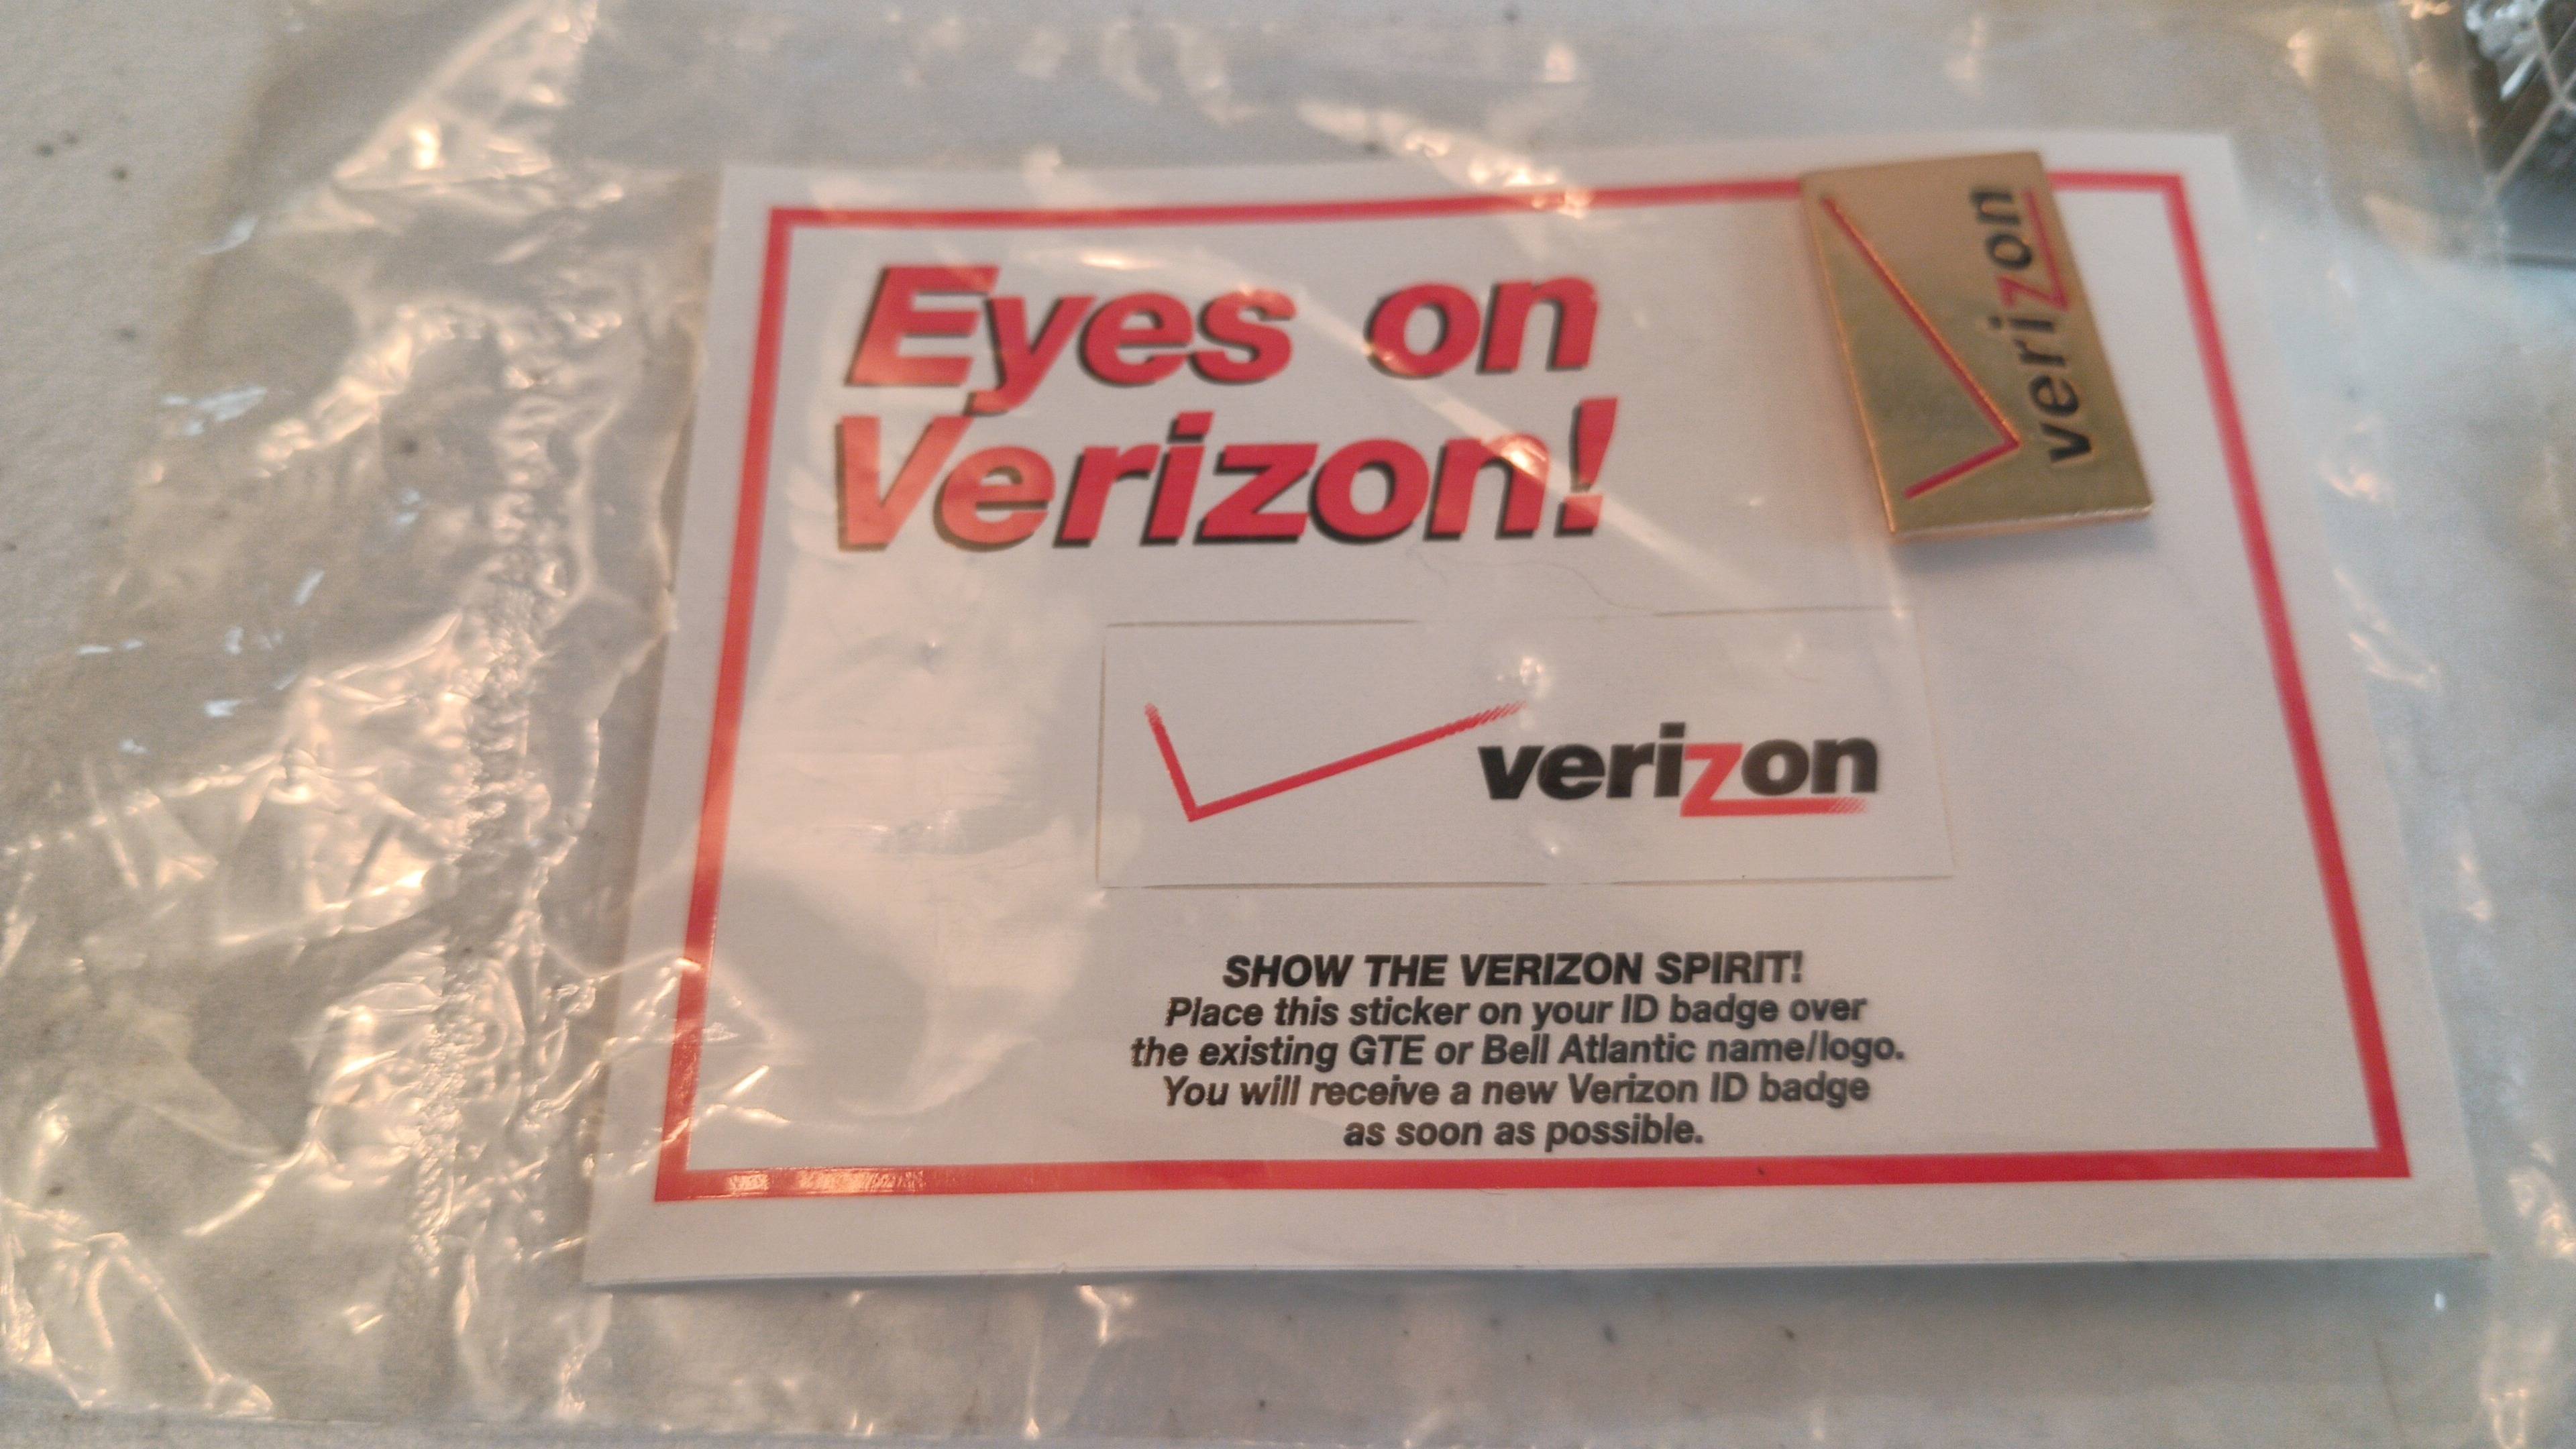 Eyes on
Verizon!
verizon
verizon
SHOW THE VERIZON SPIRIT!
Place this sticker on your ID badge over
the existing GTE or Bell Atlantic name/logo.
You will receive a new Verizon ID badge
as soon as possible.